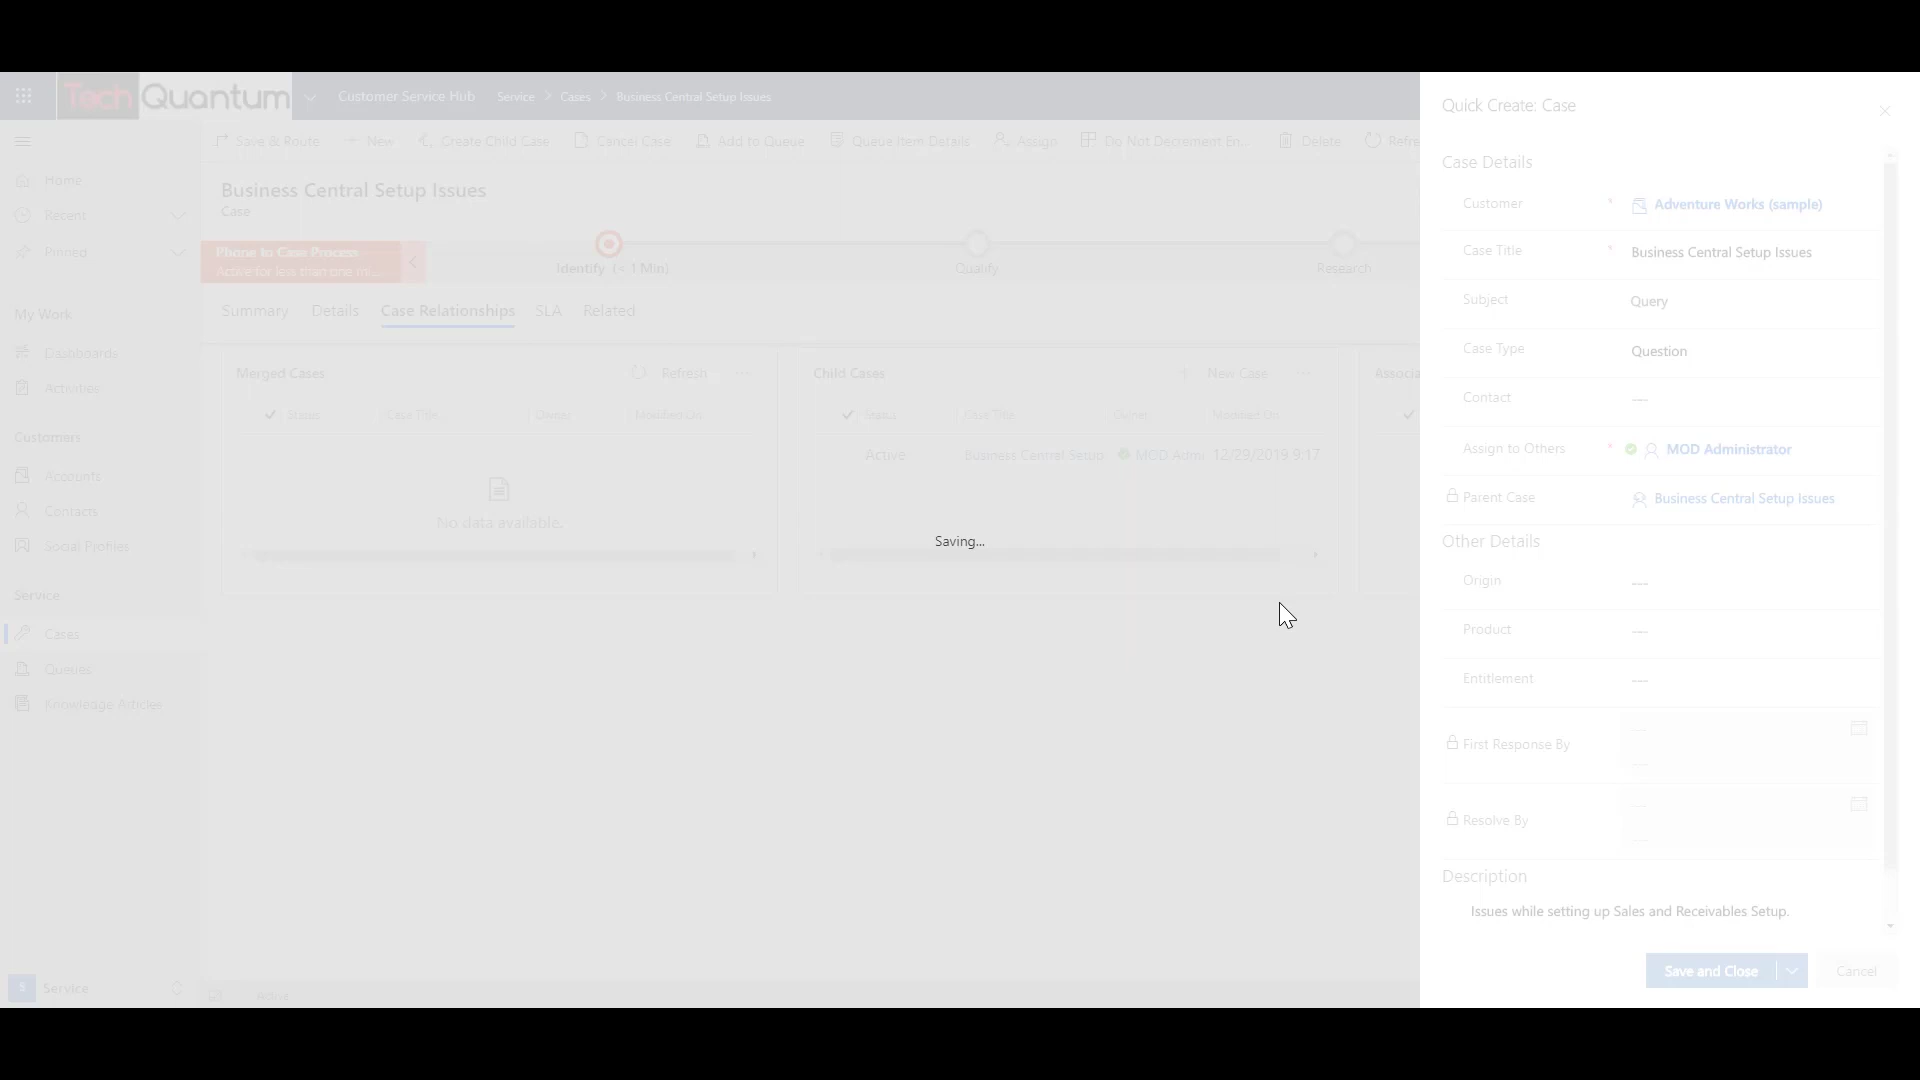 Tech Quantum
Customer Service Hub
Service > Cases > Business Central Setup Issues
Save & Route
New
Create Child Case
Cancel Case
Add to Queue
Queue Item Details
Assign
Do Not Decrement En...
Delete
Refre
Home
Recent
Pinned
My Work
Dashboards
Activities
Customers
Accounts
Contacts
Social Profiles
Service
Cases
Queues
Knowledge Articles
S
Service
Business Central Setup Issues
Case
Phone to Case Process
Active for less than one mi...
Identify (< 1 Min)
Qualify
Research
Summary
Details
Case Relationships
SLA
Related
Merged Cases
Refresh
...
Status
Case Title
Owner
Modified On
No data available.
Child Cases
New Case
...
Status
Case Title
Owner
Modified On
Active
Business Central Setup
MOD Admi
12/29/2019 9:17
Associa
Saving...
Active
Quick Create: Case
Case Details
Customer * Adventure Works (sample)
Case Title * Business Central Setup Issues
Subject Query
Case Type Question
Contact ---
Assign to Others * MOD Administrator
Parent Case Business Central Setup Issues
Other Details
Origin ---
Product ---
Entitlement ---
First Response By ---
---
Resolve By ---
---
Description
Issues while setting up Sales and Receivables Setup.
Save and Close
Cancel